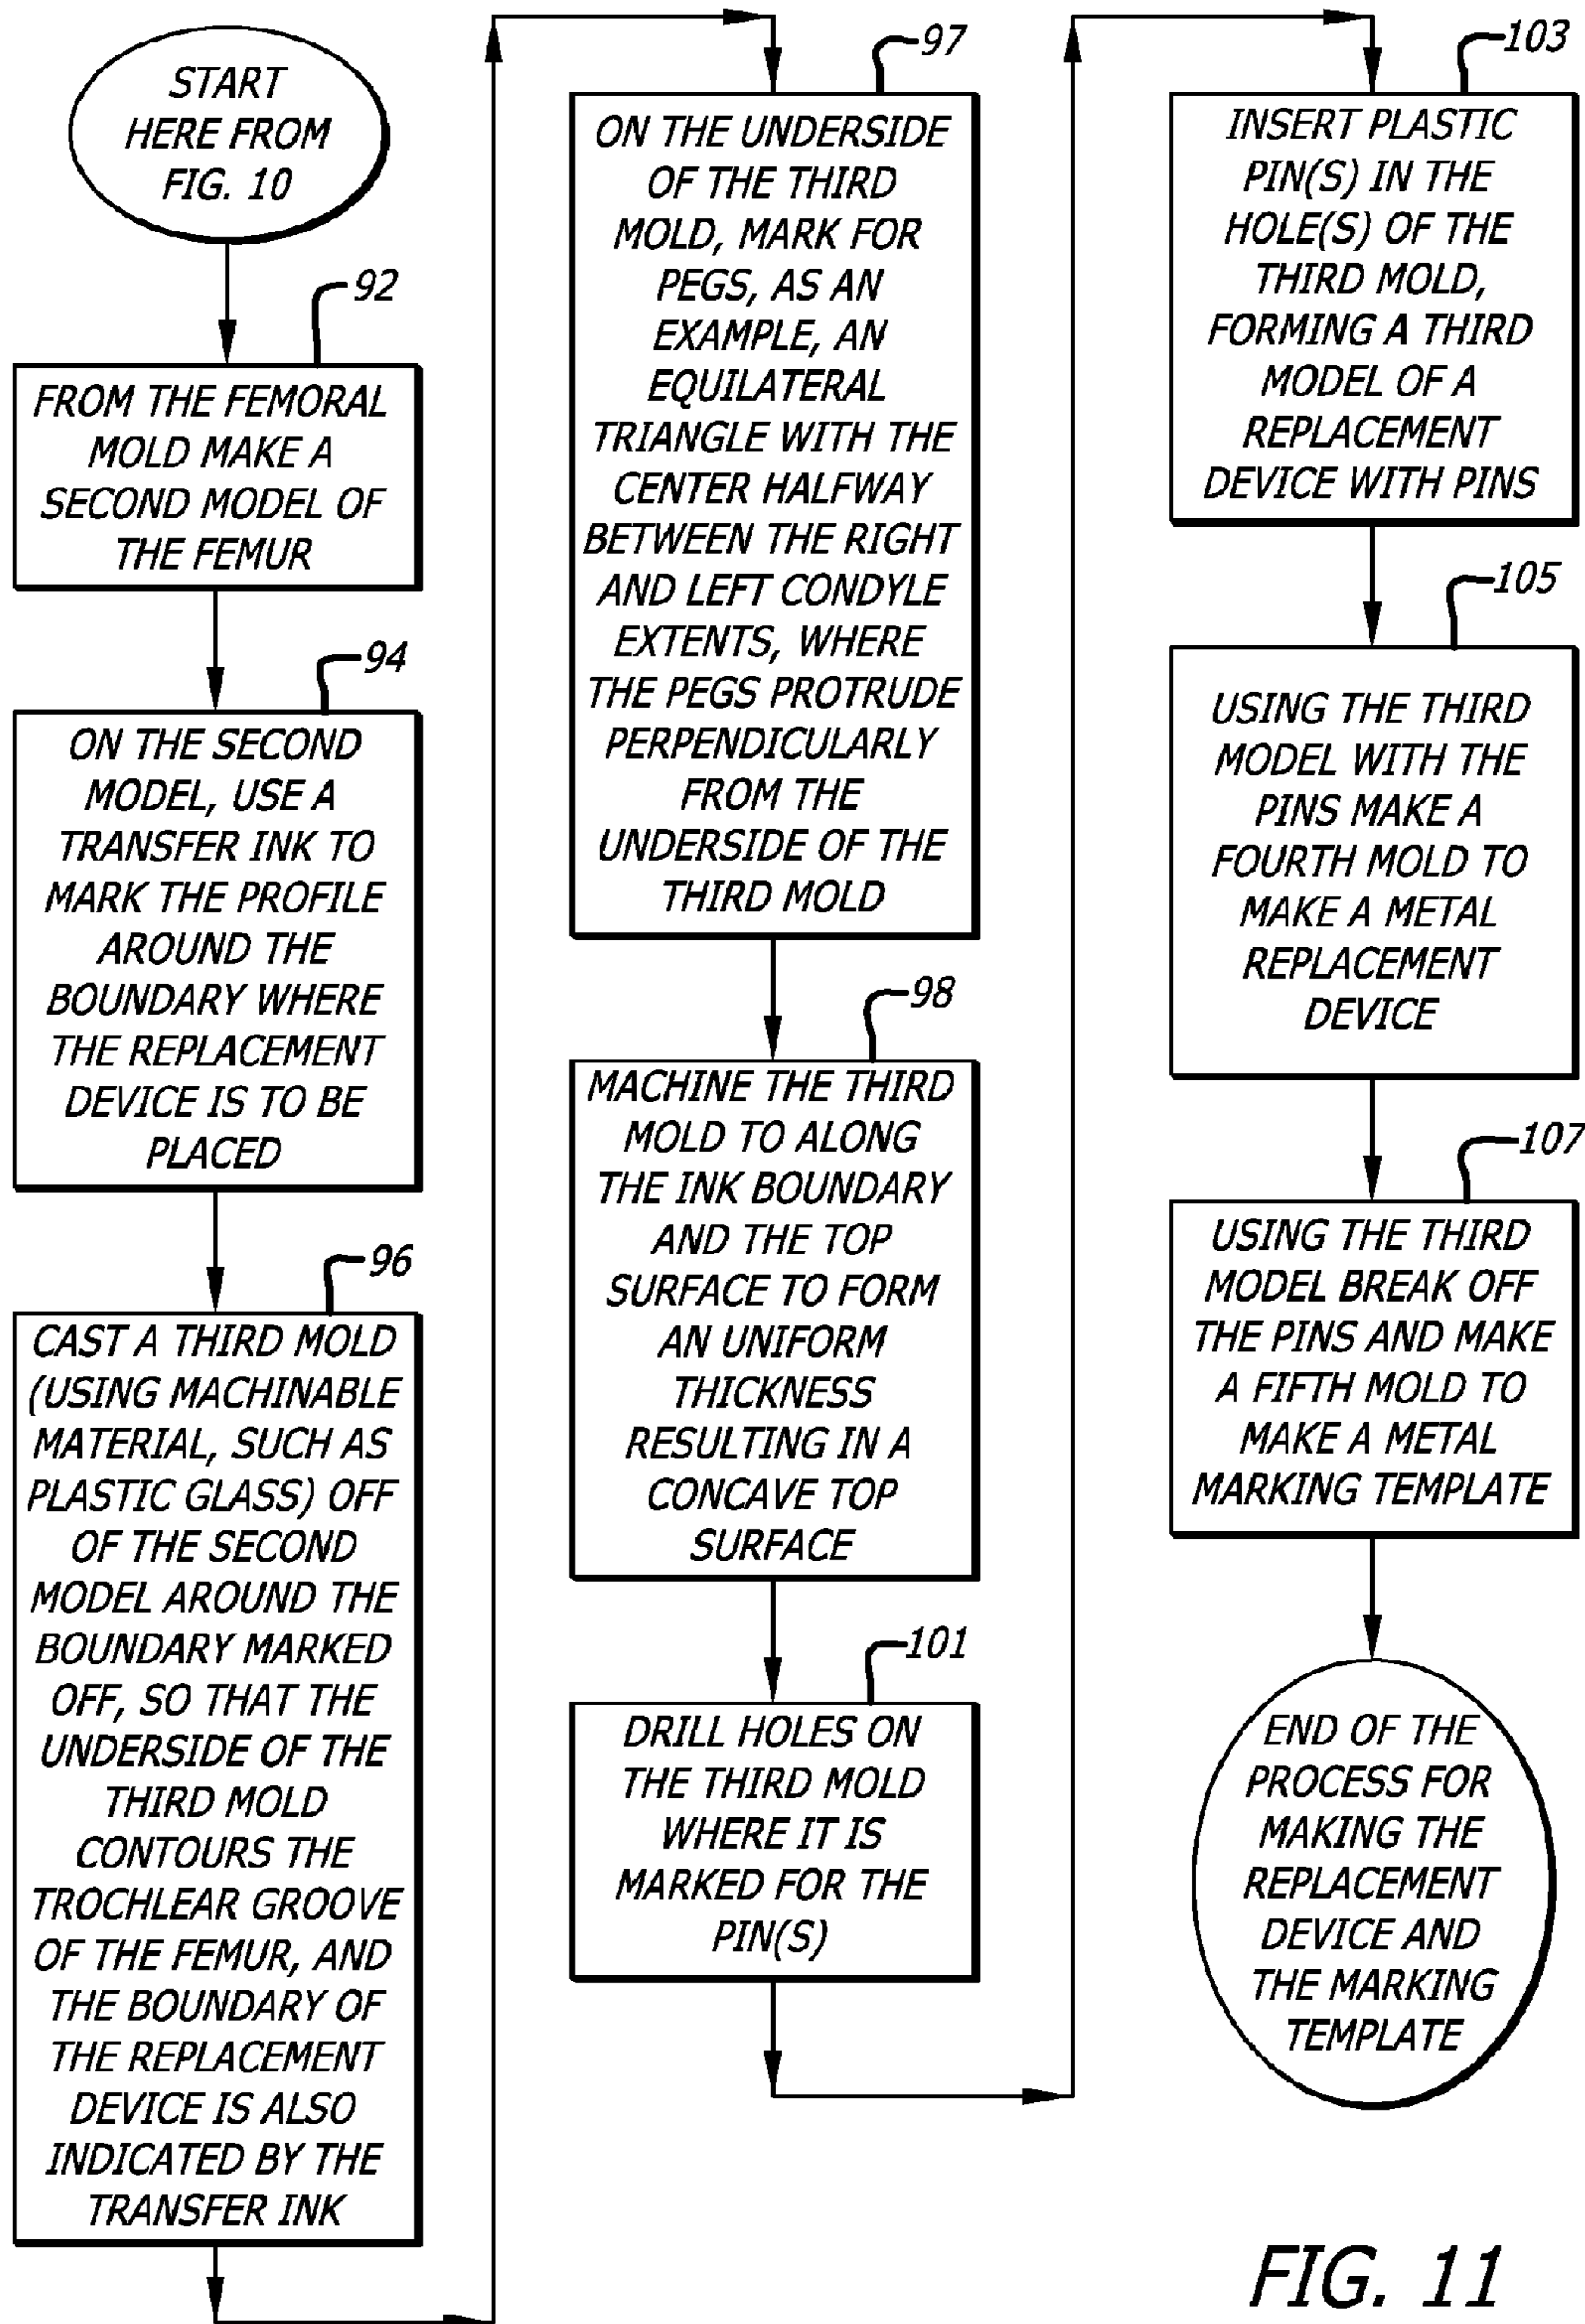 START
HERE FROM
FIG. 10
92
FROM THE FEMORAL
MOLD MAKE A
SECOND MODEL OF
THE FEMUR
94
ON THE SECOND
MODEL, USE A
TRANSFER INK TO
MARK THE PROFILE
AROUND THE
BOUNDARY WHERE
THE REPLACEMENT
DEVICE IS TO BE
PLACED
96
CAST A THIRD MOLD
(USING MACHINABLE
MATERIAL, SUCH AS
PLASTIC GLASS) OFF
OF THE SECOND
MODEL AROUND THE
BOUNDARY MARKED
OFF, SO THAT THE
UNDERSIDE OF THE
THIRD MOLD
CONTOURS THE
TROCHLEAR GROOVE
OF THE FEMUR, AND
THE BOUNDARY OF
THE REPLACEMENT
DEVICE IS ALSO
INDICATED BY THE
TRANSFER INK
97
ON THE UNDERSIDE
OF THE THIRD
MOLD, MARK FOR
PEGS, AS AN
EXAMPLE, AN
EQUILATERAL
TRIANGLE WITH THE
CENTER HALFWAY
BETWEEN THE RIGHT
AND LEFT CONDYLE
EXTENTS, WHERE
THE PEGS PROTRUDE
PERPENDICULARLY
FROM THE
UNDERSIDE OF THE
THIRD MOLD
98
MACHINE THE THIRD
MOLD TO ALONG
THE INK BOUNDARY
AND THE TOP
SURFACE TO FORM
AN UNIFORM
THICKNESS
RESULTING IN A
CONCAVE TOP
SURFACE
101
DRILL HOLES ON
THE THIRD MOLD
WHERE IT IS
MARKED FOR THE
PIN(S)
103
INSERT PLASTIC
PIN(S) IN THE
HOLE(S) OF THE
THIRD MOLD,
FORMING A THIRD
MODEL OF A
REPLACEMENT
DEVICE WITH PINS
105
USING THE THIRD
MODEL WITH THE
PINS MAKE A
FOURTH MOLD TO
MAKE A METAL
REPLACEMENT
DEVICE
107
USING THE THIRD
MODEL BREAK OFF
THE PINS AND MAKE
A FIFTH MOLD TO
MAKE A METAL
MARKING TEMPLATE
END OF THE
PROCESS FOR
MAKING THE
REPLACEMENT
DEVICE AND
THE MARKING
TEMPLATE
FIG. 11